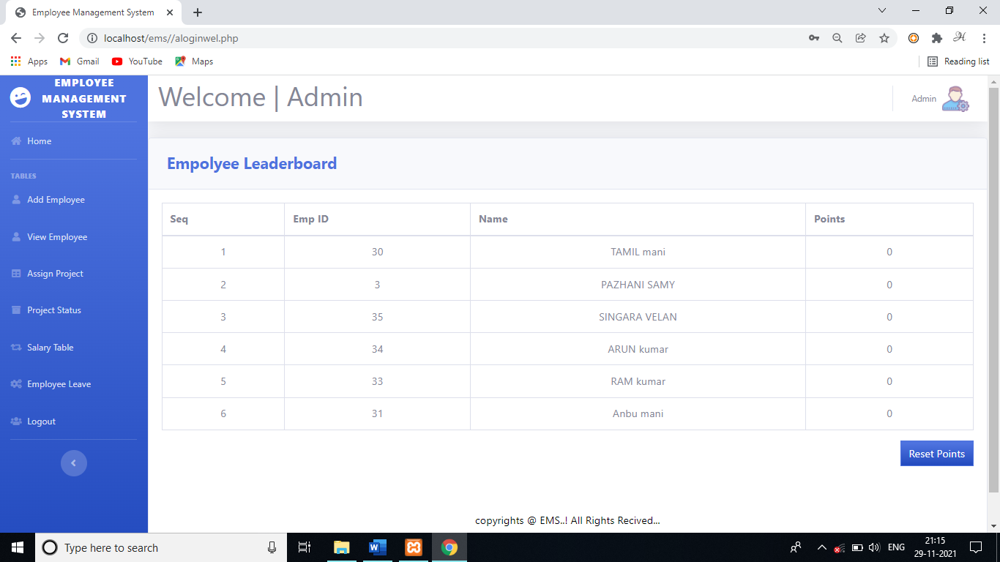 Employee Management System
localhost/ems//aloginwel.php
Apps Gmail YouTube Maps Reading list
EMPLOYEE
MANAGEMENT
SYSTEM
Home
TABLES
Add Employee
View Employee
Assign Project
Project Status
Salary Table
Employee Leave
Logout
Welcome | Admin
Admin
Empolyee Leaderboard
Seq Emp ID Name Points
1 30 TAMIL mani 0
2 3 PAZHANI SAMY 0
3 35 SINGARA VELAN 0
4 34 ARUN kumar 0
5 33 RAM kumar 0
6 31 Anbu mani 0
Reset Points
copyrights @ EMS..! All Rights Recived...
Type here to search
ENG
21:15
29-11-2021